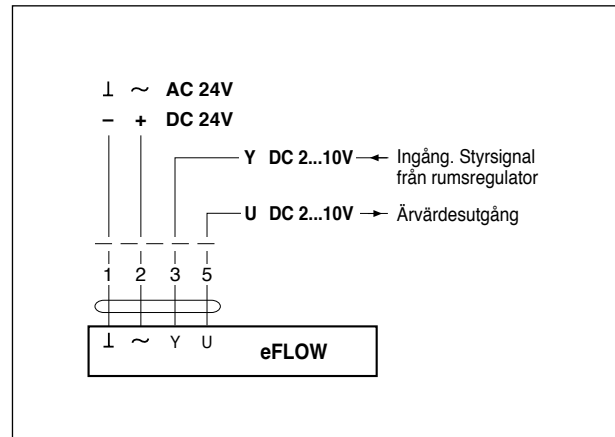 ⊥ ~ AC 24V
– + DC 24V
Y DC 2...10V Ingång. Styrsignal
från rumsregulator
U DC 2...10V Ärvärdesutgång
1 2 3 5
⊥ ~ Y U eFLOW